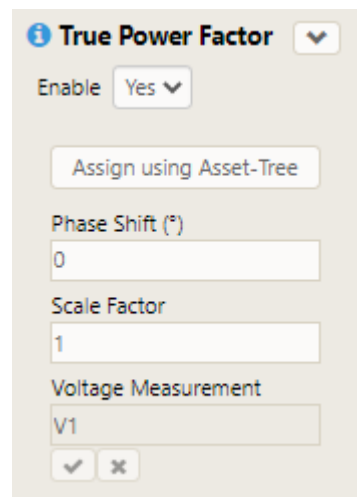 True Power Factor
Enable Yes
Assign using Asset-Tree
Phase Shift (°)
0
Scale Factor
1
Voltage Measurement
V1